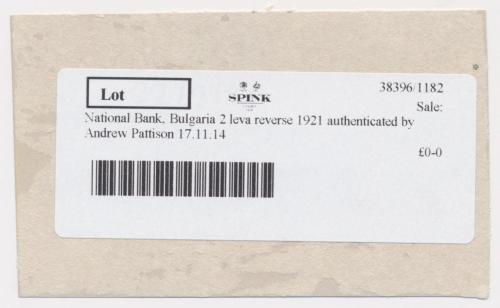 Lot
SPINK
38396/1182
Sale:
National Bank, Bulgaria 2 leva reverse 1921 authenticated by
Andrew Pattison 17.11.14
£0-0